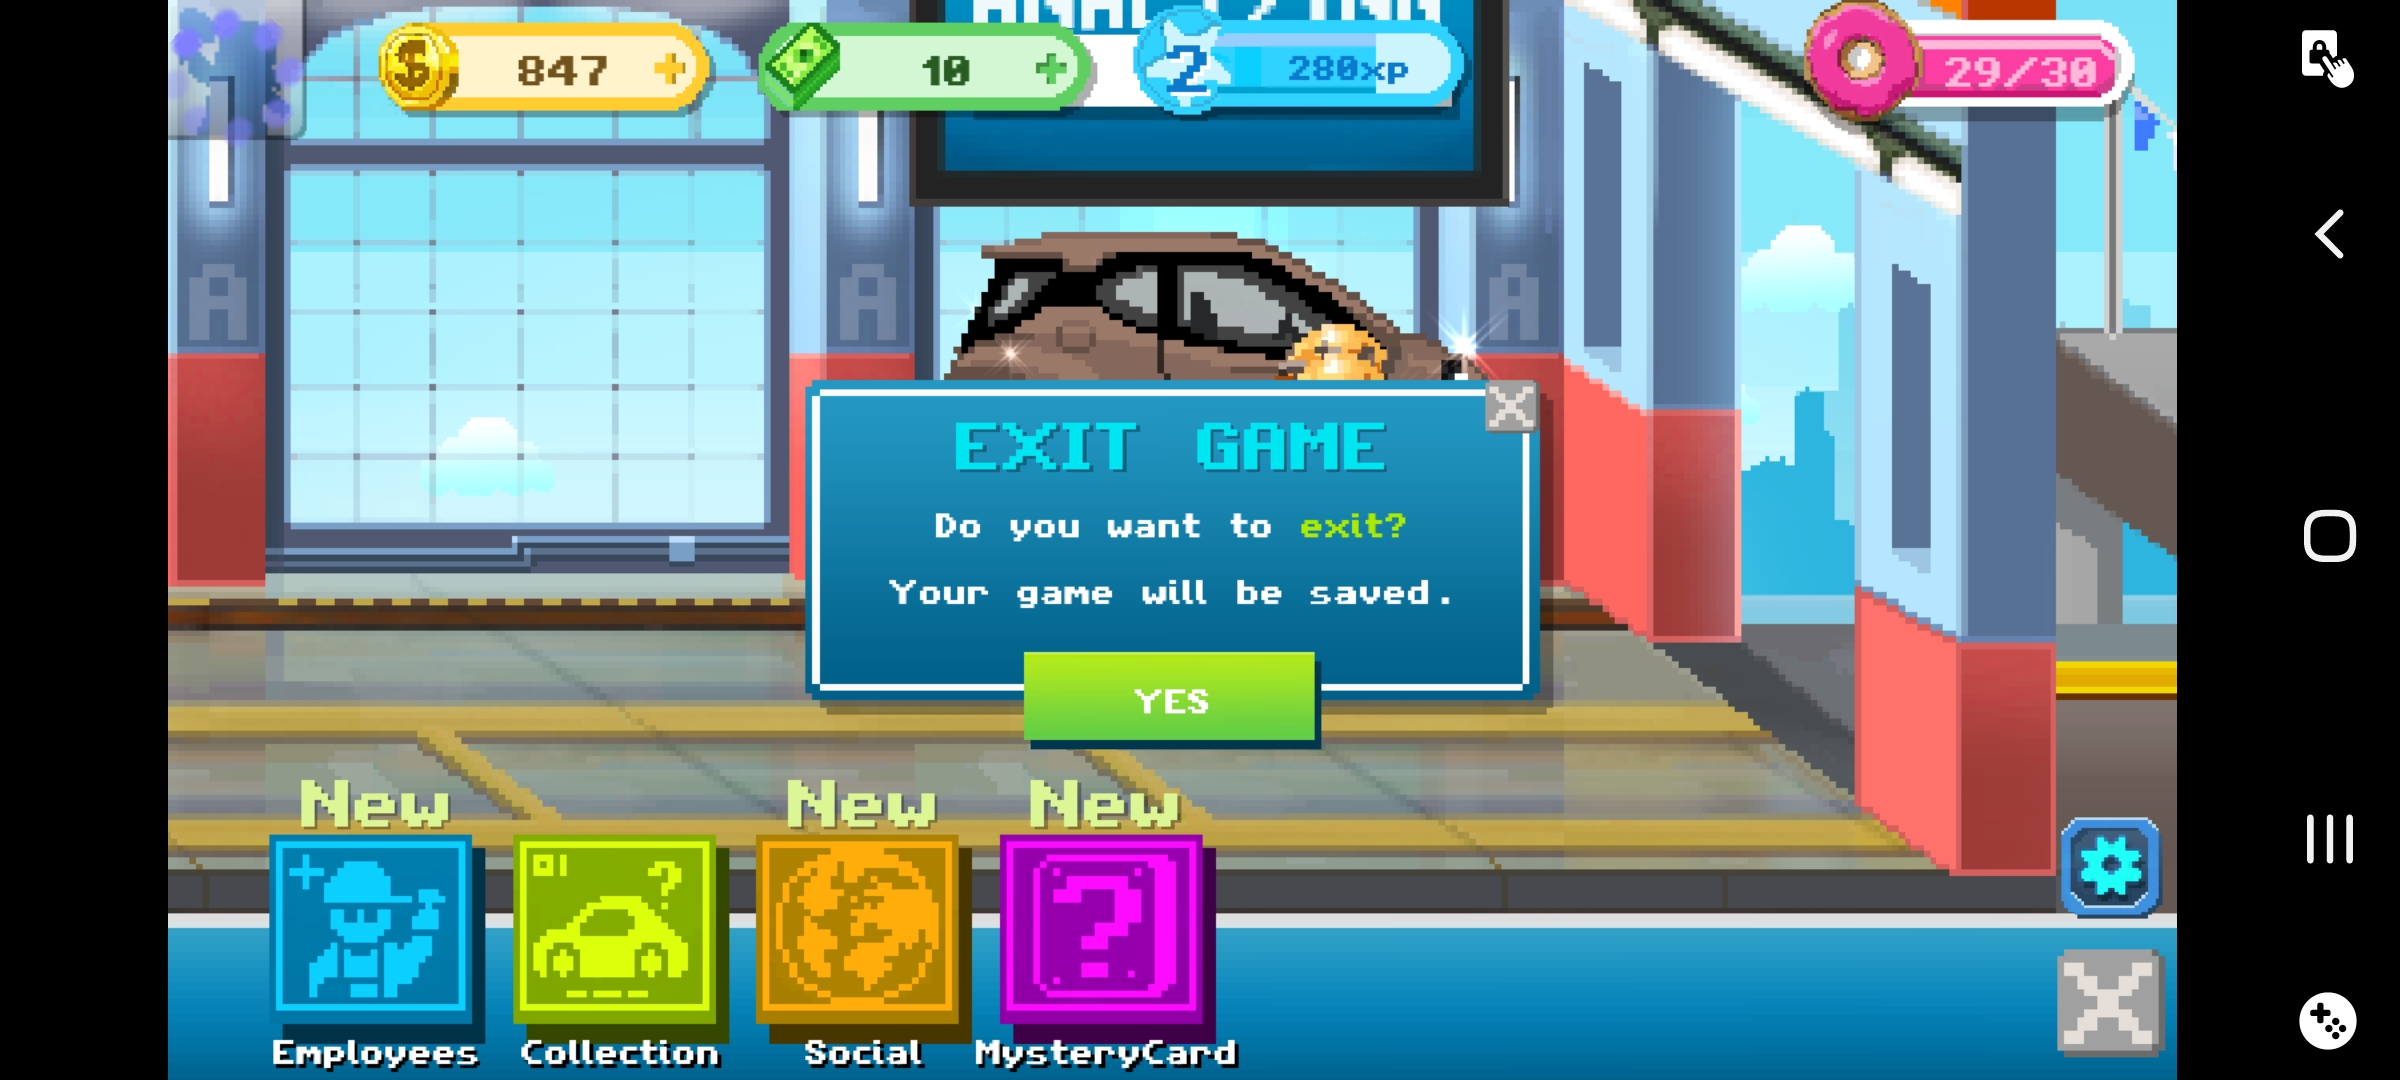 847
10
2
280xp
29/30
A
A
A
EXIT GAME
Do you want to exit?
Your game will be saved.
YES
New
New
New
Employees
Collection
Social
MysteryCard